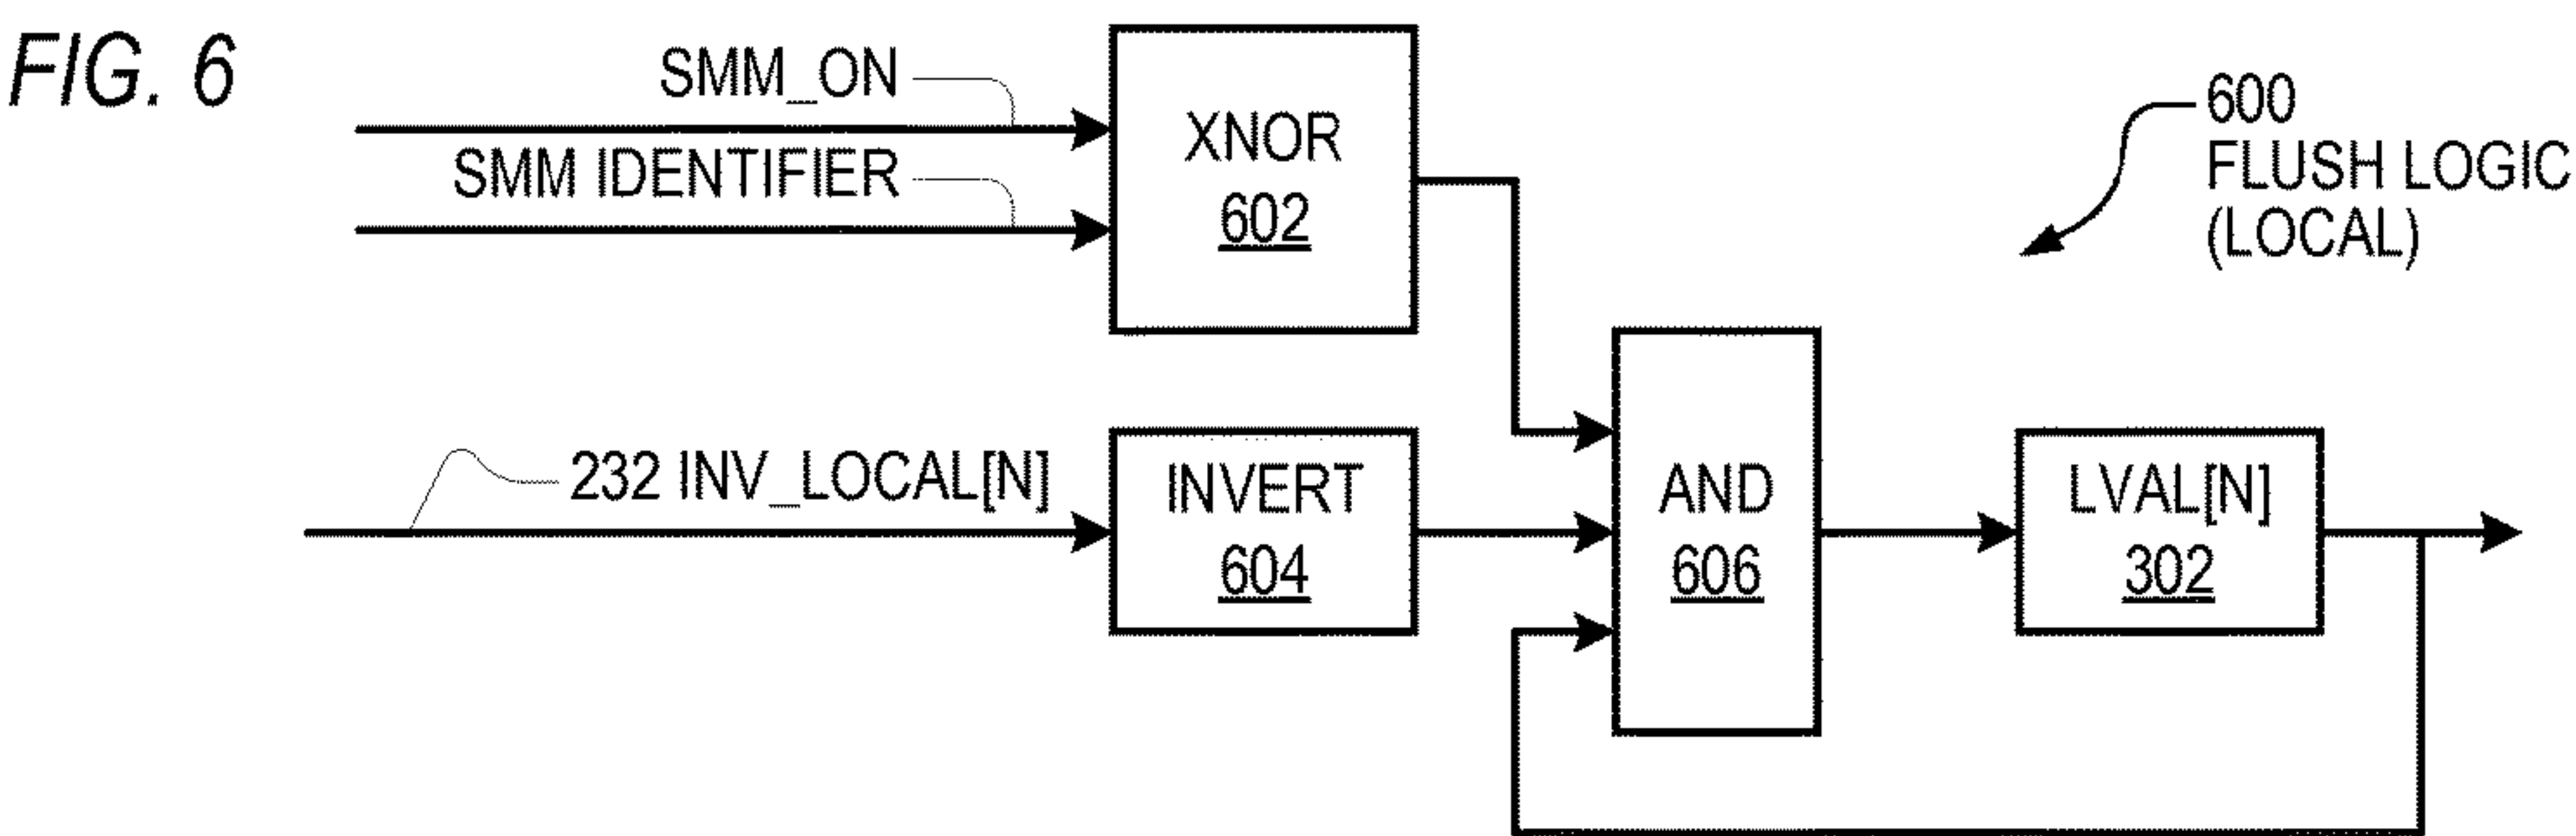 FIG. 6
SMM_ON
SMM IDENTIFIER
XNOR
602
600
FLUSH LOGIC
(LOCAL)
232 INV_LOCAL[N]
INVERT
604
AND
606
LVAL[N]
302